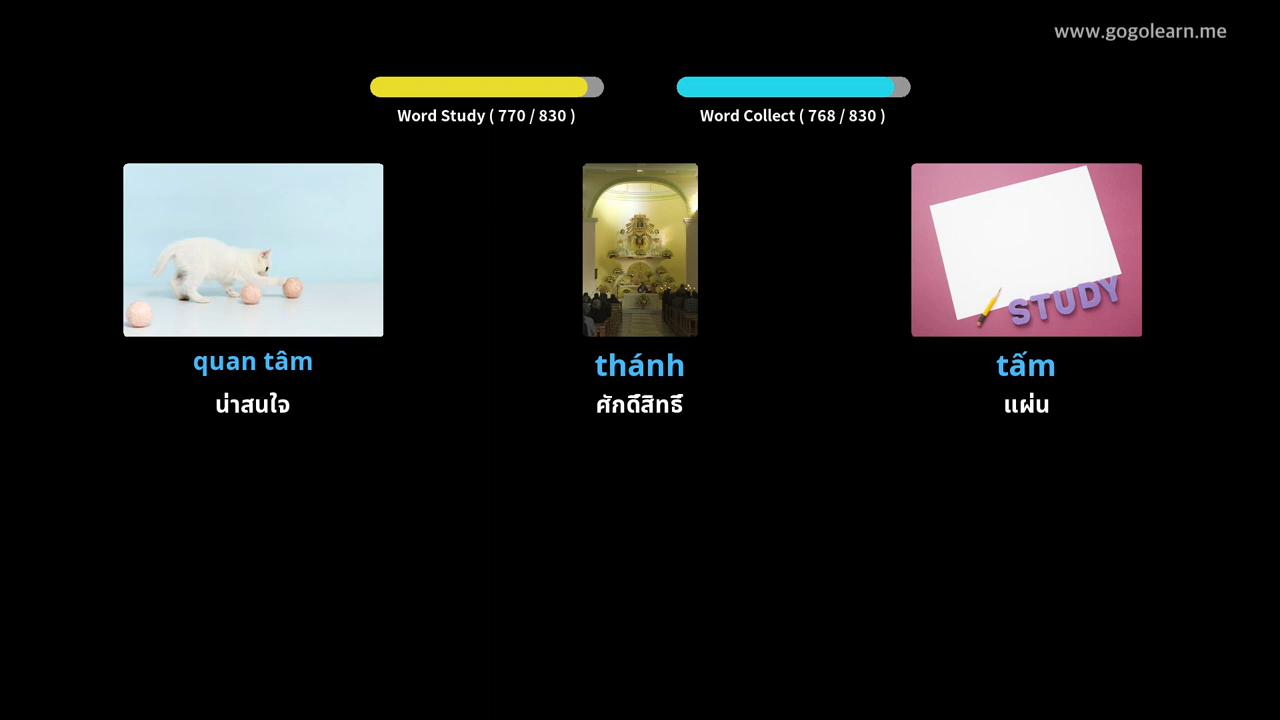 www.gogolearn.me
Word Study ( 770 / 830 )
Word Collect ( 768 / 830 )
STUDY
quan tâm
thánh
tấm
น่าสนใจ
ศักดิ์สิทธิ์
แผ่น